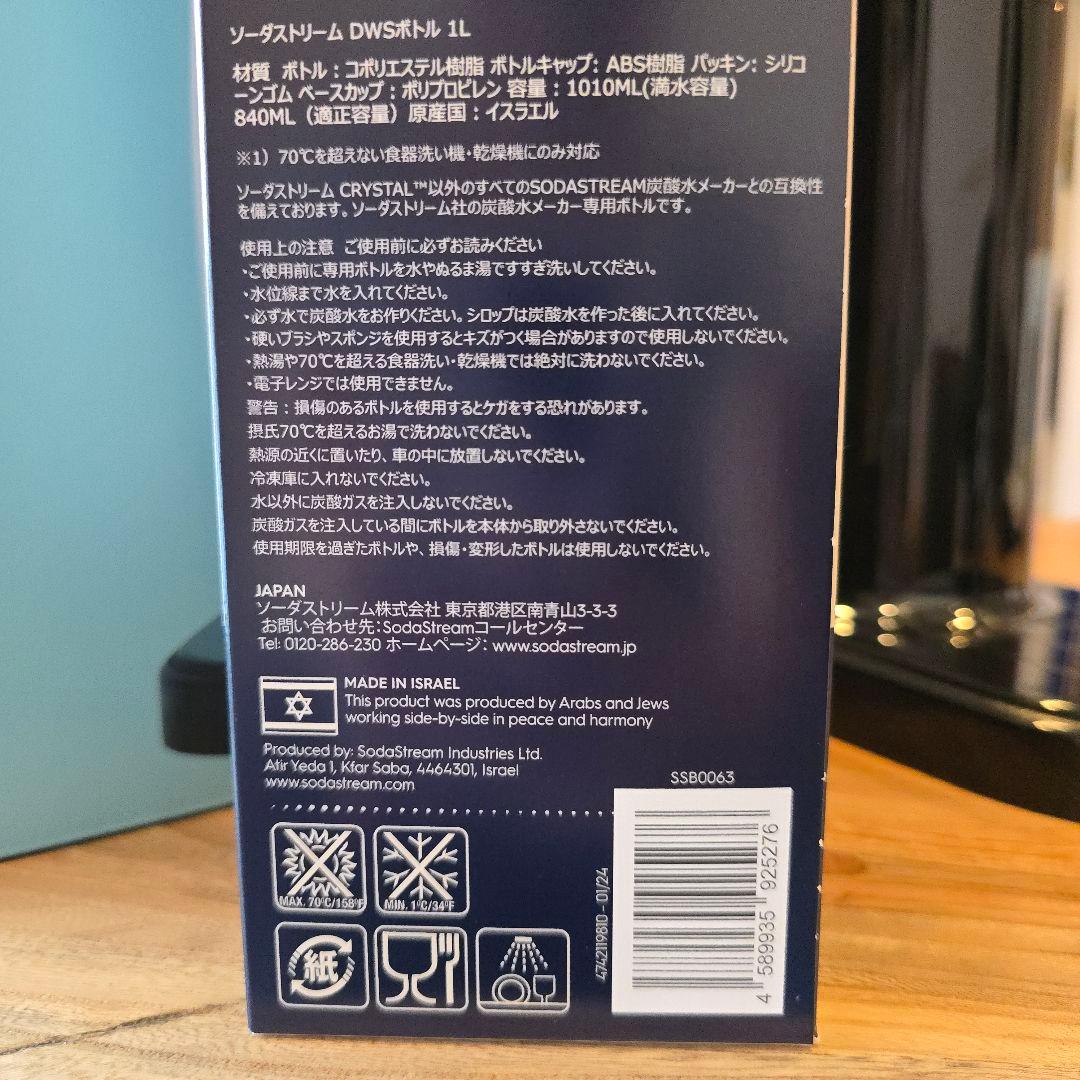 ソーダストリーム DWSボトル 1L
材質 ボトル：コポリエステル樹脂 ボトルキャップ：ABS樹脂 パッキン：シリコ
ーンゴム ベースカップ：ポリプロピレン 容量：1010ML(満水容量)
840ML（適正容量）原産国：イスラエル
※1）70℃を超えない食器洗い機・乾燥機にのみ対応
ソーダストリーム CRYSTAL™以外のすべてのSODASTREAM炭酸水メーカーとの互換性
を備えております。ソーダストリーム社の炭酸水メーカー専用ボトルです。
使用上の注意 ご使用前に必ずお読みください
・ご使用前に専用ボトルを水やぬるま湯ですすぎ洗いしてください。
・水位線まで水を入れてください。
・必ず水で炭酸水をお作りください。シロップは炭酸水を作った後に入れてください。
・硬いブラシやスポンジを使用するとキズがつく場合がありますので使用しないでください。
・熱湯や70℃を超える食器洗い・乾燥機では絶対に洗わないでください。
・電子レンジでは使用できません。
警告：損傷のあるボトルを使用するとケガをする恐れがあります。
摂氏70℃を超えるお湯で洗わないでください。
熱源の近くに置いたり、車の中に放置しないでください。
冷凍庫に入れないでください。
水以外に炭酸ガスを注入しないでください。
炭酸ガスを注入している間にボトルを本体から取り外さないでください。
使用期限を過ぎたボトルや、損傷・変形したボトルは使用しないでください。
JAPAN
ソーダストリーム株式会社 東京都港区南青山3-3-3
お問い合わせ先：SodaStreamコールセンター
Tel: 0120-286-230 ホームページ：www.sodastream.jp
MADE IN ISRAEL
This product was produced by Arabs and Jews
working side-by-side in peace and harmony
Produced by: SodaStream Industries Ltd.
Atir Yeda 1, Kfar Saba, 4464301, Israel
www.sodastream.com
SSB0063
MAX. 70°C/158°F
MIN. 1°C/34°F
紙
4742119810 - 01/24
4 589935 925276